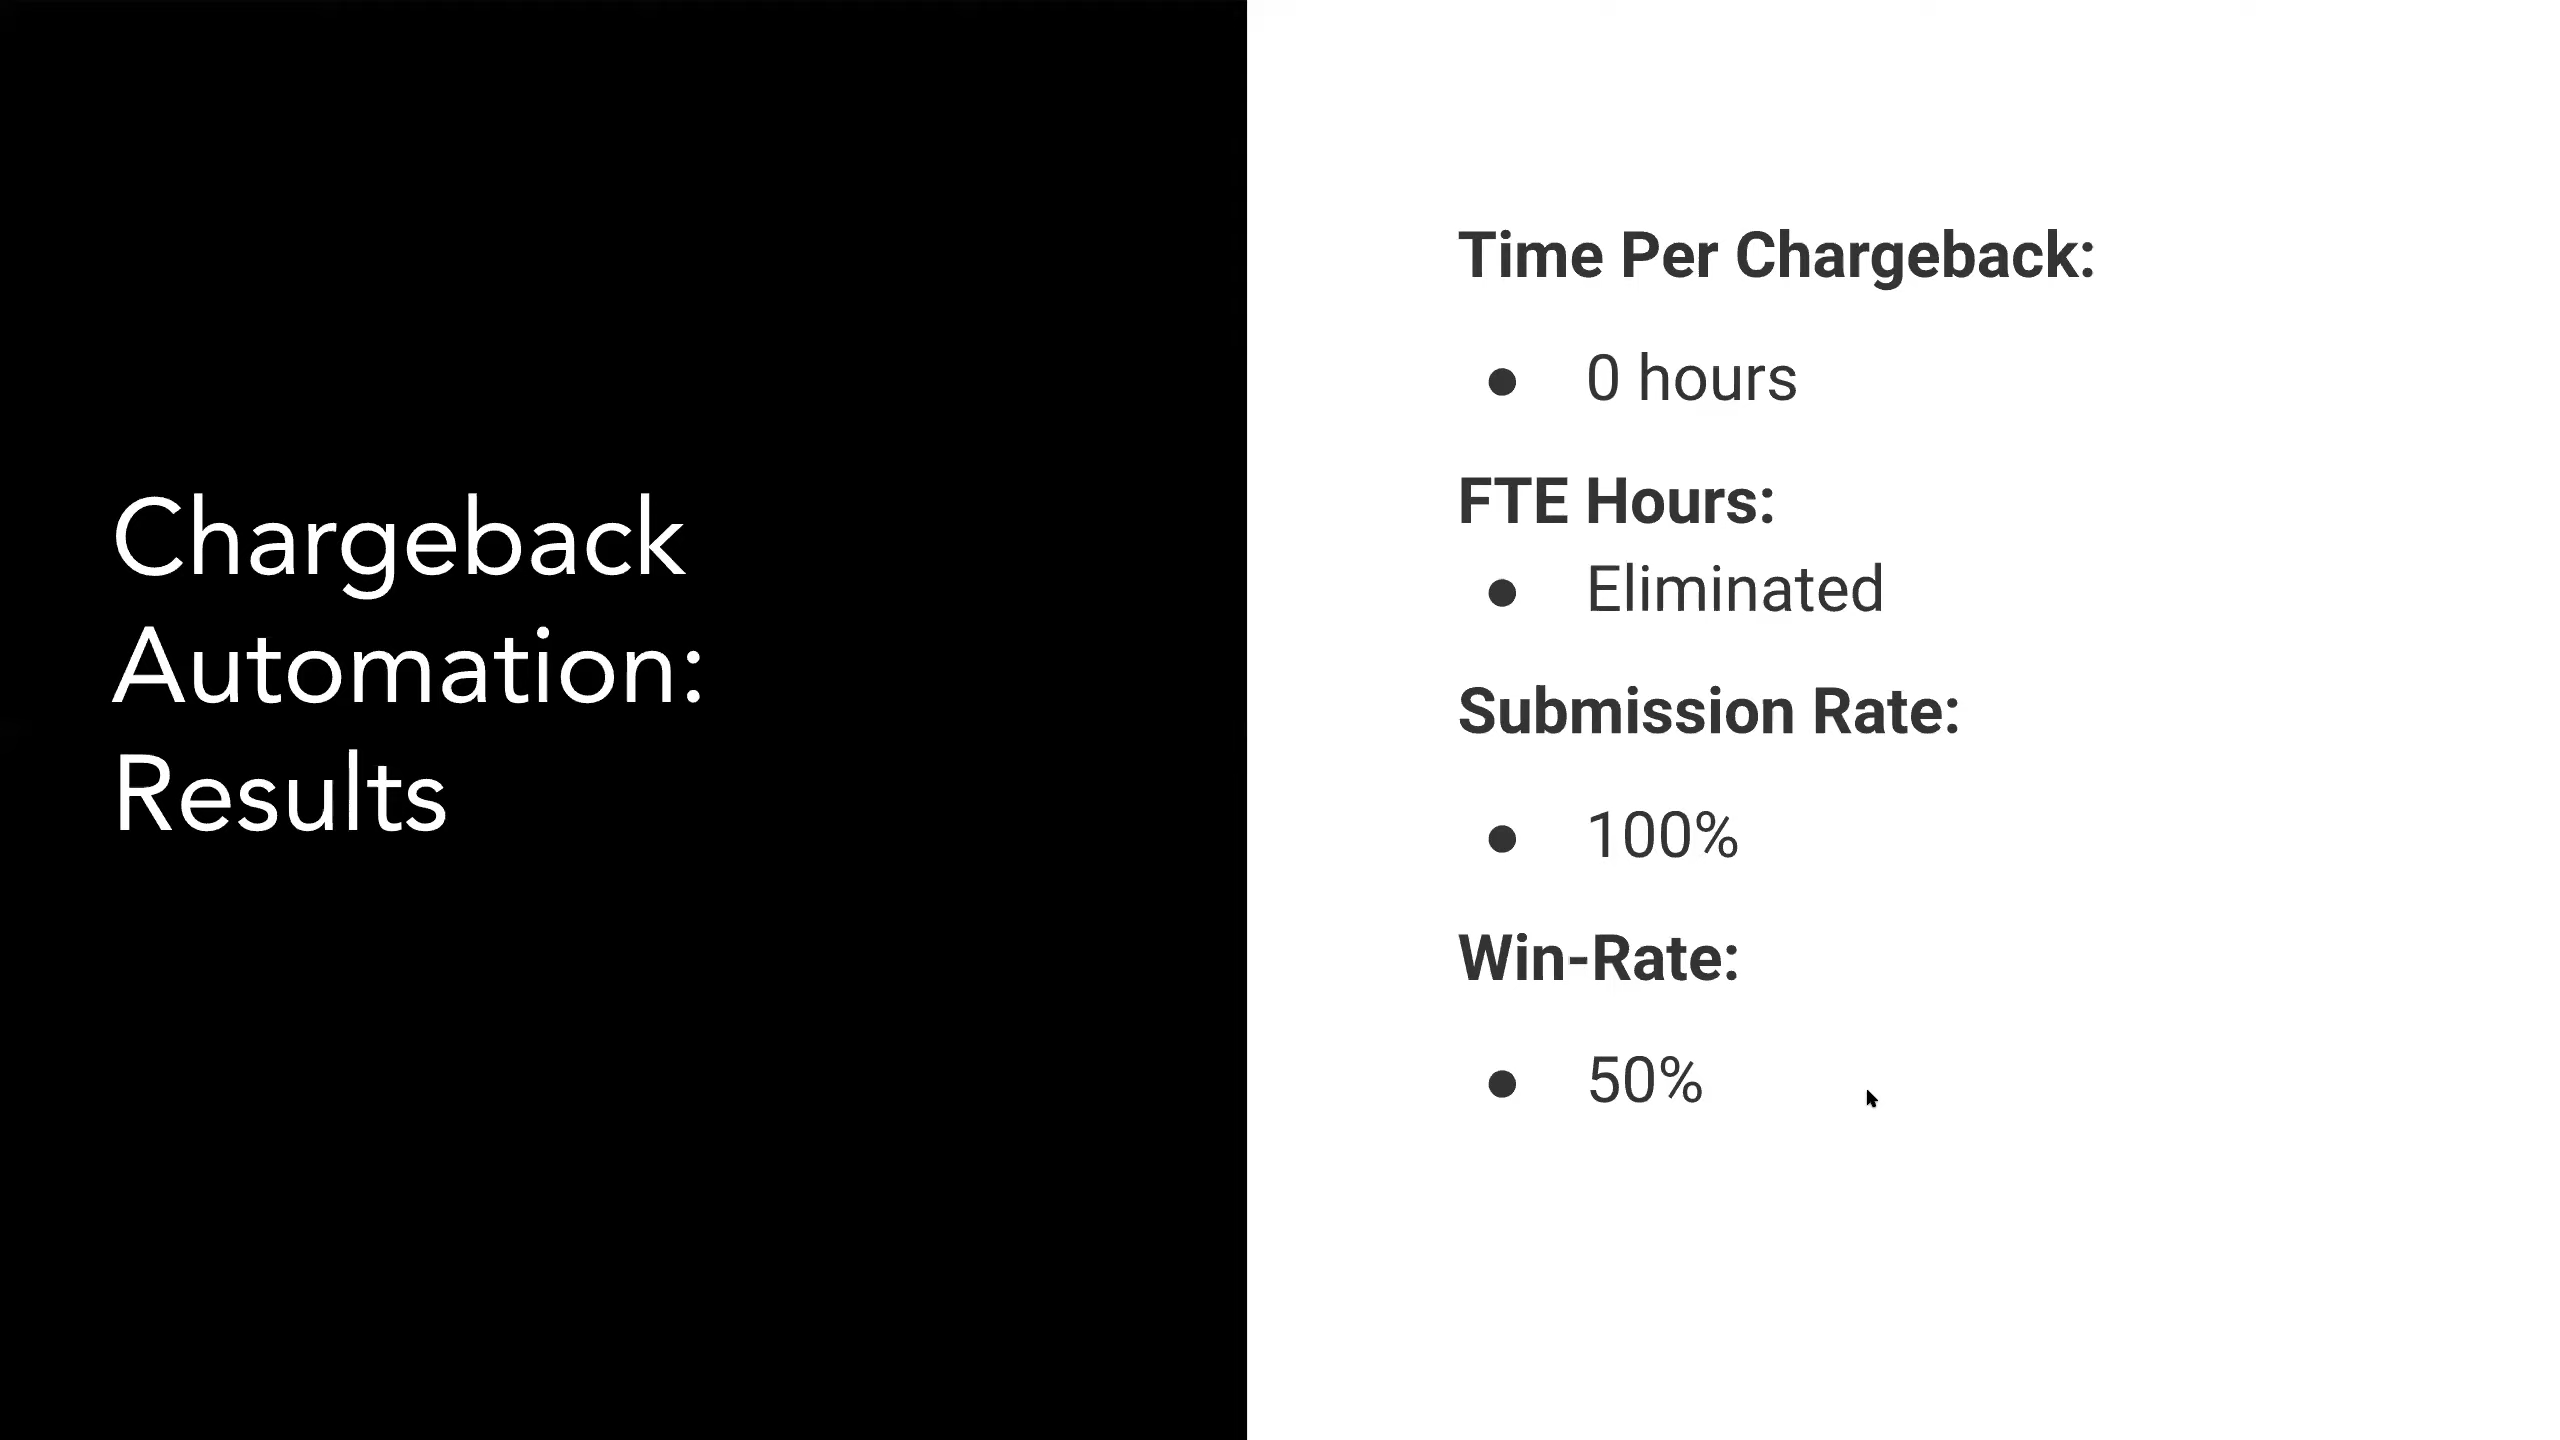 Chargeback
Automation:
Results
Time Per Chargeback:
● 0 hours
FTE Hours:
● Eliminated
Submission Rate:
● 100%
Win-Rate:
● 50%